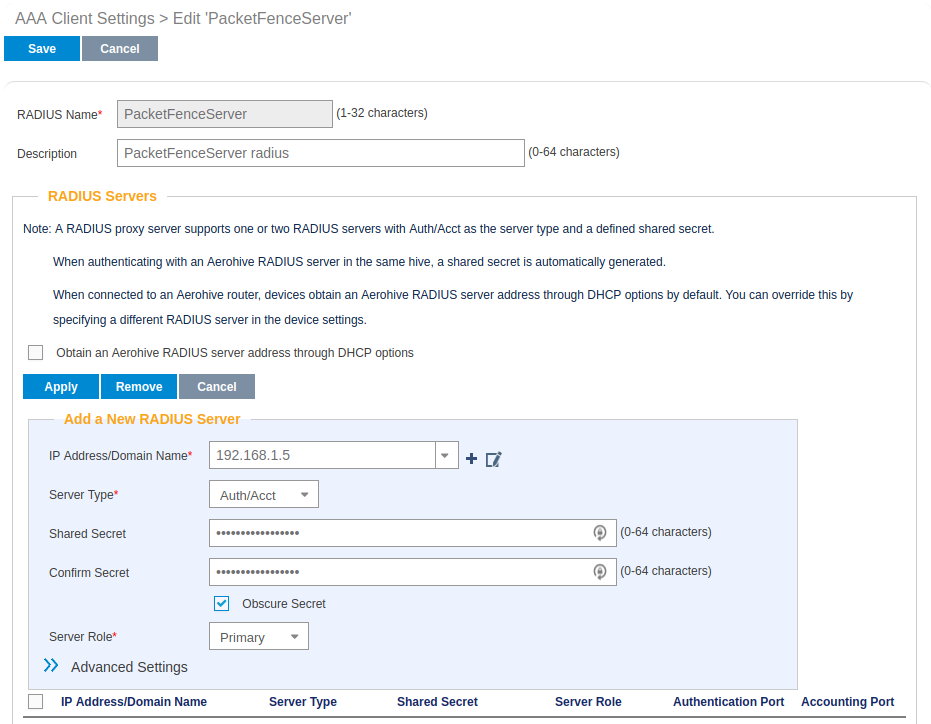 AAA Client Settings > Edit 'PacketFenceServer'
Save Cancel
RADIUS Name* PacketFenceServer (1-32 characters)
Description PacketFenceServer radius (0-64 characters)
RADIUS Servers
Note: A RADIUS proxy server supports one or two RADIUS servers with Auth/Acct as the server type and a defined shared secret.
When authenticating with an Aerohive RADIUS server in the same hive, a shared secret is automatically generated.
When connected to an Aerohive router, devices obtain an Aerohive RADIUS server address through DHCP options by default. You can override this by
specifying a different RADIUS server in the device settings.
Obtain an Aerohive RADIUS server address through DHCP options
Apply Remove Cancel
Add a New RADIUS Server
IP Address/Domain Name* 192.168.1.5
Server Type* Auth/Acct
Shared Secret •••••••••••••••• (0-64 characters)
Confirm Secret •••••••••••••••• (0-64 characters)
Obscure Secret
Server Role* Primary
Advanced Settings
IP Address/Domain Name Server Type Shared Secret Server Role Authentication Port Accounting Port